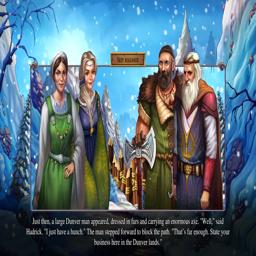 Just then, a large Dunver man appeared, dressed in furs and carrying an enormous axe. "Well," said
Hadrick. "I just have a hunch." The man stepped forward to block the path. "That's far enough. State your
business here in the Dunver lands."